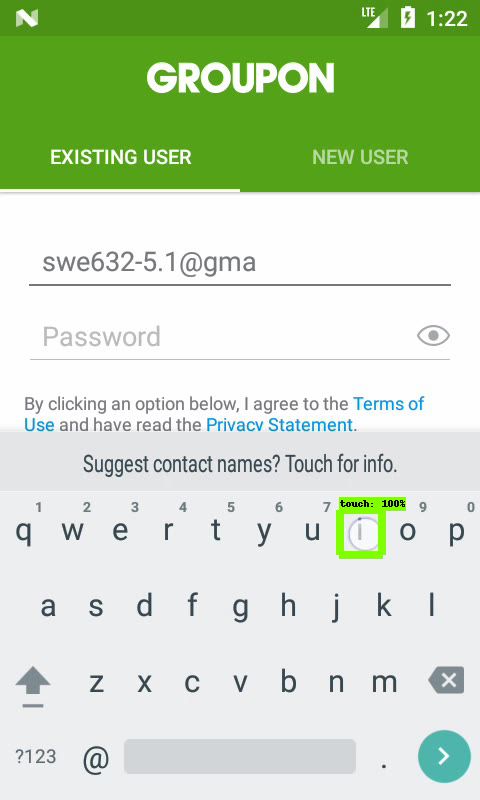 LTE 1:22
GROUPON
EXISTING USER NEW USER
swe632-5.1@gma
Password
By clicking an option below, I agree to the Terms of
Use and have read the Privacy Statement.
Suggest contact names? Touch for info.
touch: 100%
1 2 3 4 5 6 7 9 0
q w e r t y u i o p
a s d f g h j k l
z x c v b n m
?123 @ .